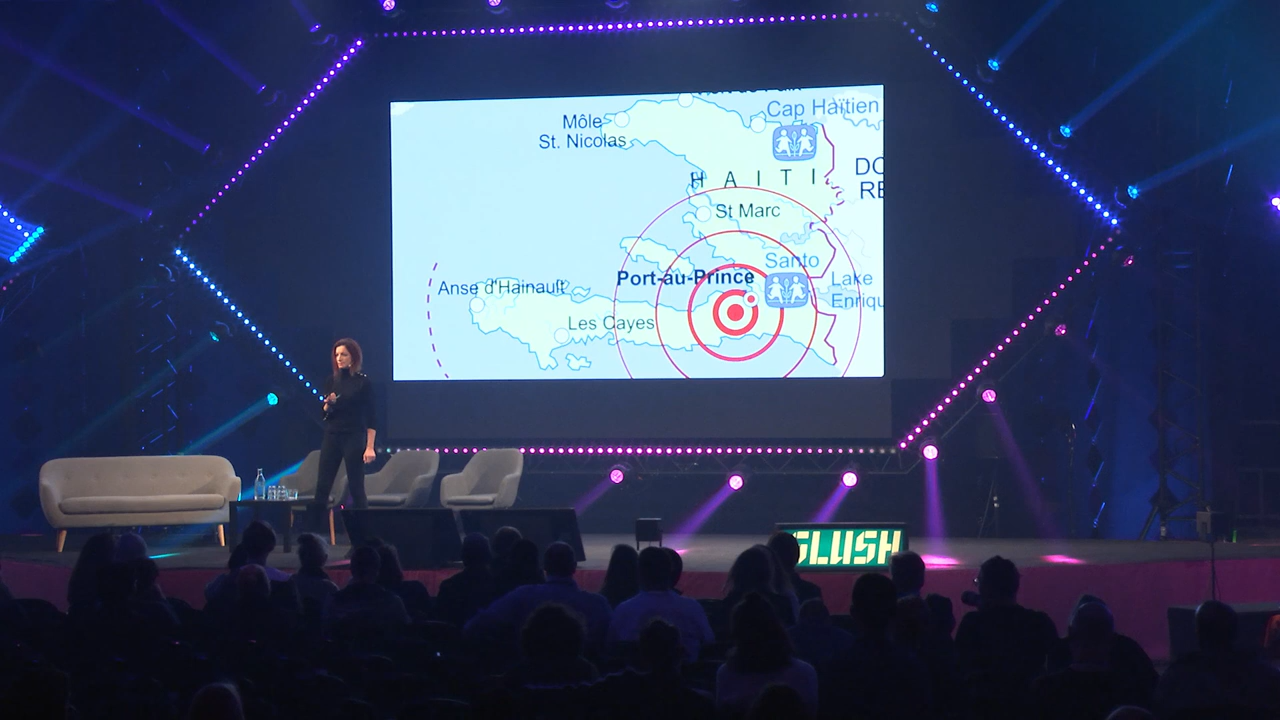 Cap Haïtien
Môle
St. Nicolas
HAITI
DO
RE
St Marc
Santo
Port-au-Prince
Lake
Enriqu
Anse d'Hainault
Les Cayes
SLUSH